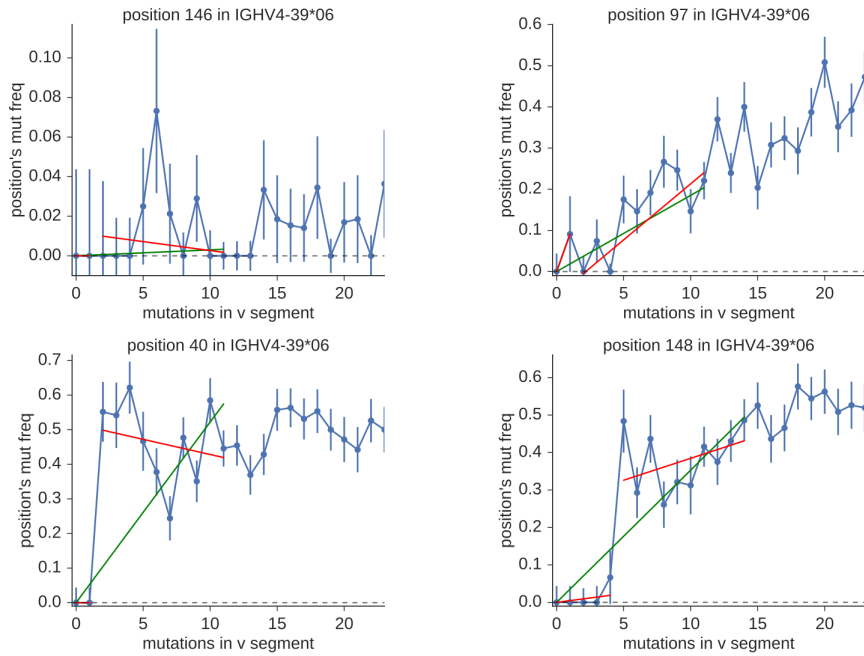 position 146 in IGHV4-39*06
position's mut freq
0.10
0.08
0.06
0.04
0.02
0.00
0 5 10 15 20
mutations in v segment
position 97 in IGHV4-39*06
position's mut freq
0.6
0.5
0.4
0.3
0.2
0.1
0.0
0 5 10 15 20
mutations in v segment
position 40 in IGHV4-39*06
position's mut freq
0.7
0.6
0.5
0.4
0.3
0.2
0.1
0.0
0 5 10 15 20
mutations in v segment
position 148 in IGHV4-39*06
position's mut freq
0.6
0.5
0.4
0.3
0.2
0.1
0.0
0 5 10 15 20
mutations in v segment